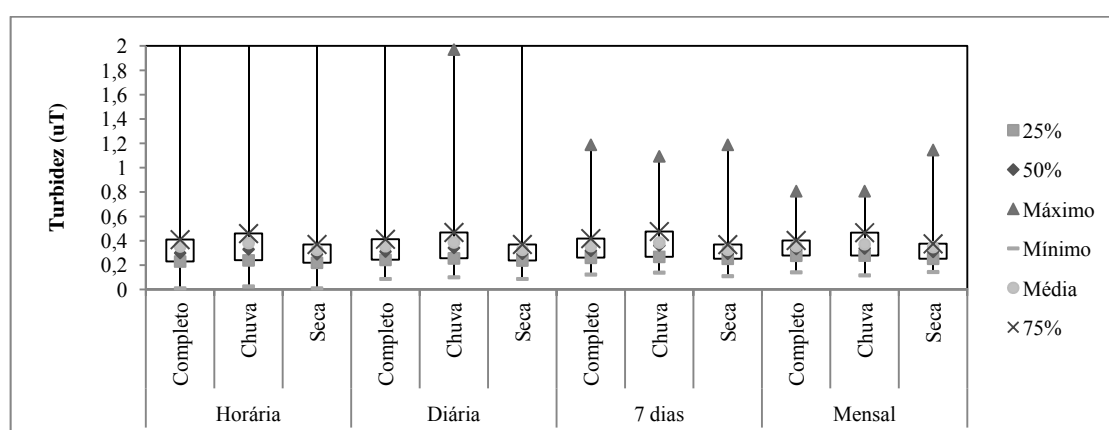 Turbidez (uT)
2
1,8
1,6
1,4
1,2
1
0,8
0,6
0,4
0,2
0
Completo
Chuva
Seca
Completo
Chuva
Seca
Completo
Chuva
Seca
Completo
Chuva
Seca
Horária
Diária
7 dias
Mensal
25%
50%
Máximo
Mínimo
Média
75%